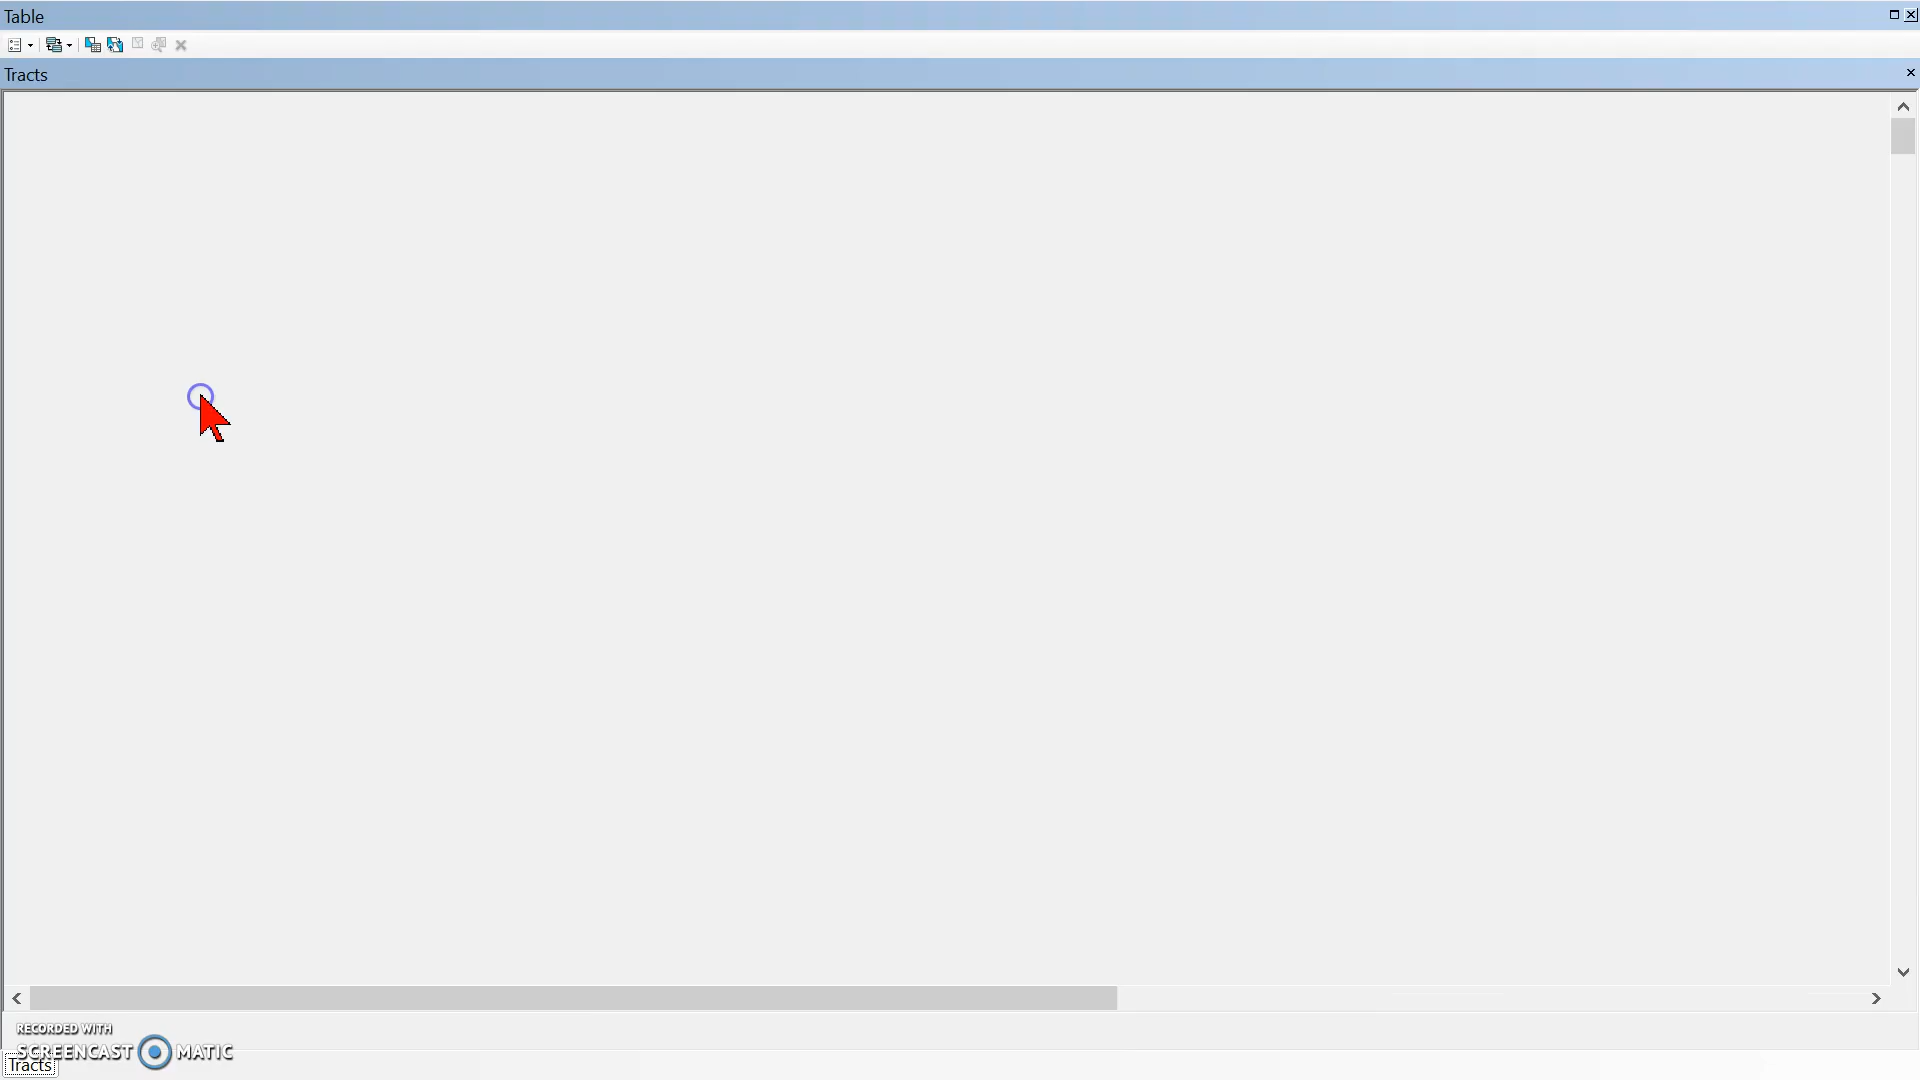 Table
Tracts
RECORDED WITH
SCREENCAST MATIC
Tracts